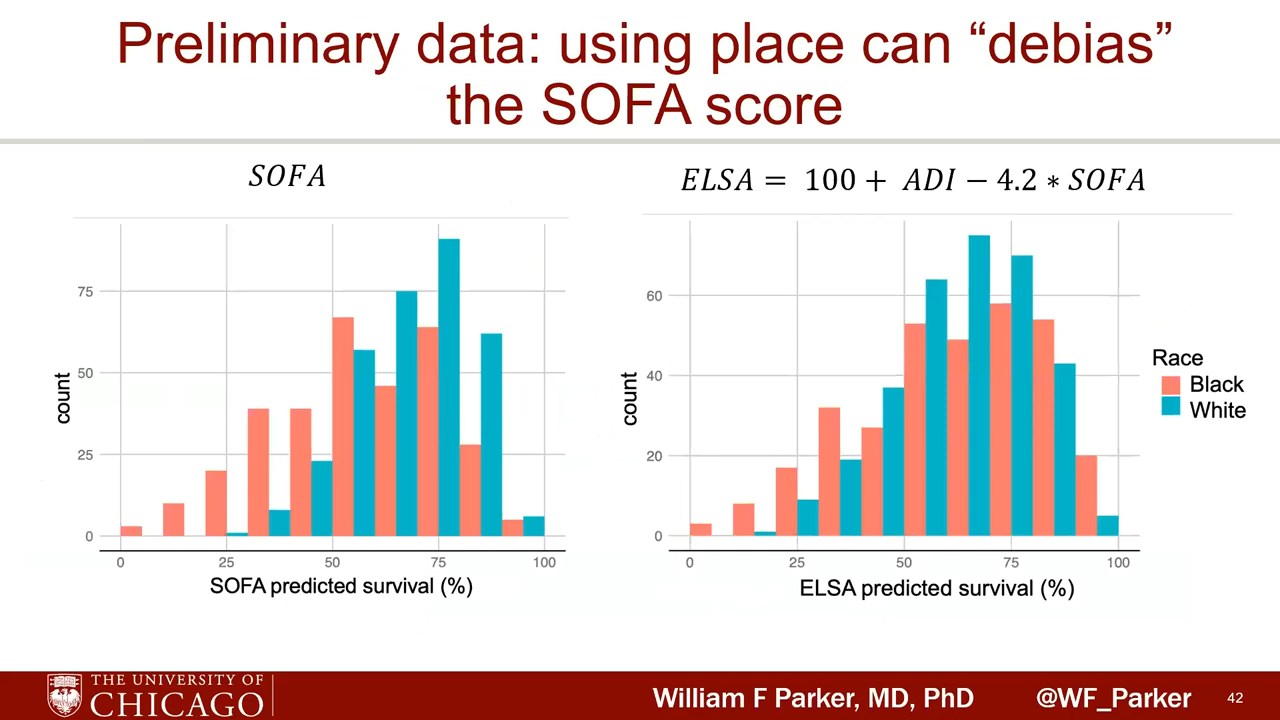 Preliminary data: using place can “debias”
the SOFA score
SOFA
75
50
25
0
count
0 25 50 75 100
SOFA predicted survival (%)
ELSA = 100 + ADI − 4.2 ∗ SOFA
60
40
20
0
count
0 25 50 75 100
ELSA predicted survival (%)
Race
Black
White
THE UNIVERSITY OF
CHICAGO
William F Parker, MD, PhD @WF_Parker 42